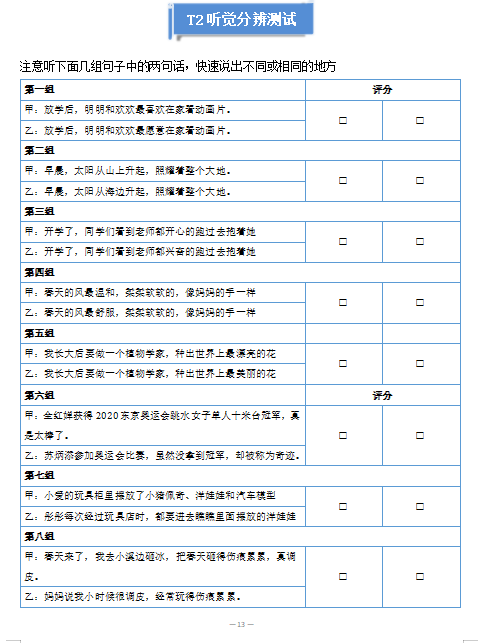 T2听觉分辨测试
注意听下面几组句子中的两句话，快速说出不同或相同的地方
第一组 评分
甲：放学后，明明和欢欢最喜欢在家看动画片。
□ □
乙：放学后，明明和欢欢最愿意在家看动画片。
第二组
甲：早晨，太阳从山上升起，照耀着整个大地。
□ □
乙：早晨，太阳从海边升起，照耀着整个大地。
第三组
甲：开学了，同学们看到老师都开心的跑过去抱着她
□ □
乙：开学了，同学们看到老师都兴奋的跑过去抱着她
第四组
甲：春天的风最温和，柔柔软软的，像妈妈的手一样
□ □
乙：春天的风最舒服，柔柔软软的，像妈妈的手一样
第五组
甲：我长大后要做一个植物学家，种出世界上最漂亮的花
□ □
乙：我长大后要做一个植物学家，种出世界上最美丽的花
第六组 评分
甲：全红婵获得2020东京奥运会跳水女子单人十米台冠军，真
是太棒了。
□ □
乙：苏炳添参加奥运会比赛，虽然没拿到冠军，却被称为奇迹。
第七组
甲：小爱的玩具柜里摆放了小猪佩奇、洋娃娃和汽车模型
□ □
乙：彤彤每次经过玩具店时，都要进去瞧瞧里面摆放的洋娃娃
第八组
甲：春天来了，我去小溪边砸冰，把春天砸得伤痕累累，真调
皮。
□ □
乙：妈妈说我小时候很调皮，经常玩得伤痕累累。
— 13 —